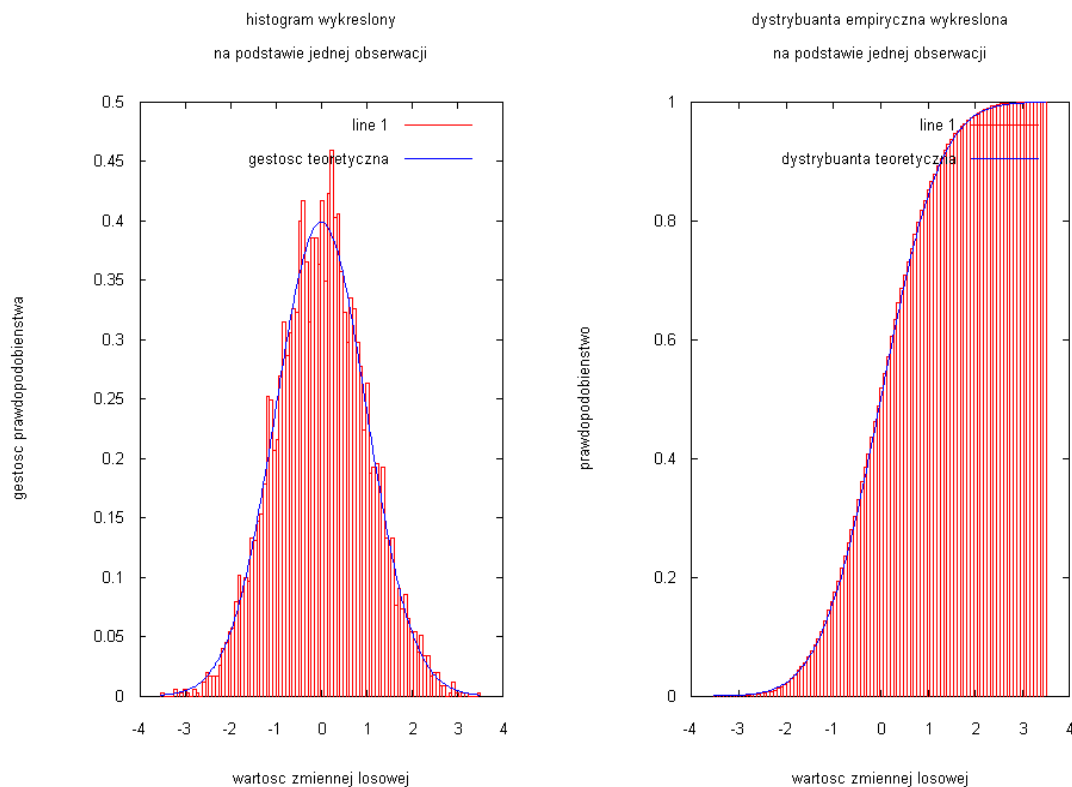 histogram wykreslony
na podstawie jednej obserwacji
0.5
0.45
0.4
0.35
0.3
0.25
0.2
0.15
0.1
0.05
0
line 1
gestosc teoretyczna
gestosc prawdopodobienstwa
-4 -3 -2 -1 0 1 2 3 4
wartosc zmiennej losowej
dystrybuanta empiryczna wykreslona
na podstawie jednej obserwacji
1
0.8
0.6
0.4
0.2
0
line 1
dystrybuanta teoretyczna
prawdopodobienstwo
-4 -3 -2 -1 0 1 2 3 4
wartosc zmiennej losowej